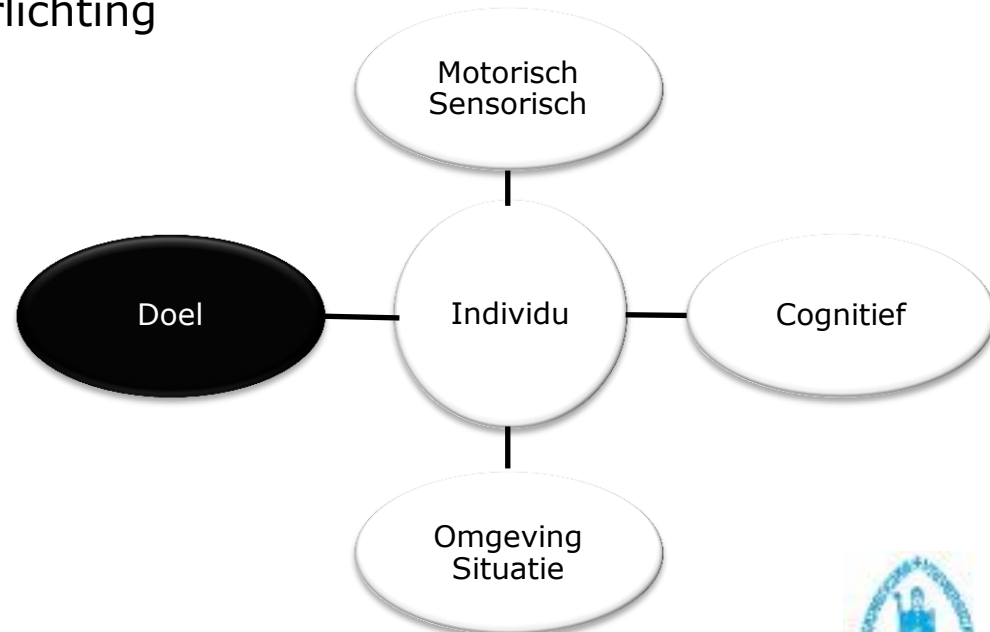 rlichting
Motorisch
Sensorisch
Doel
Individu
Cognitief
Omgeving
Situatie